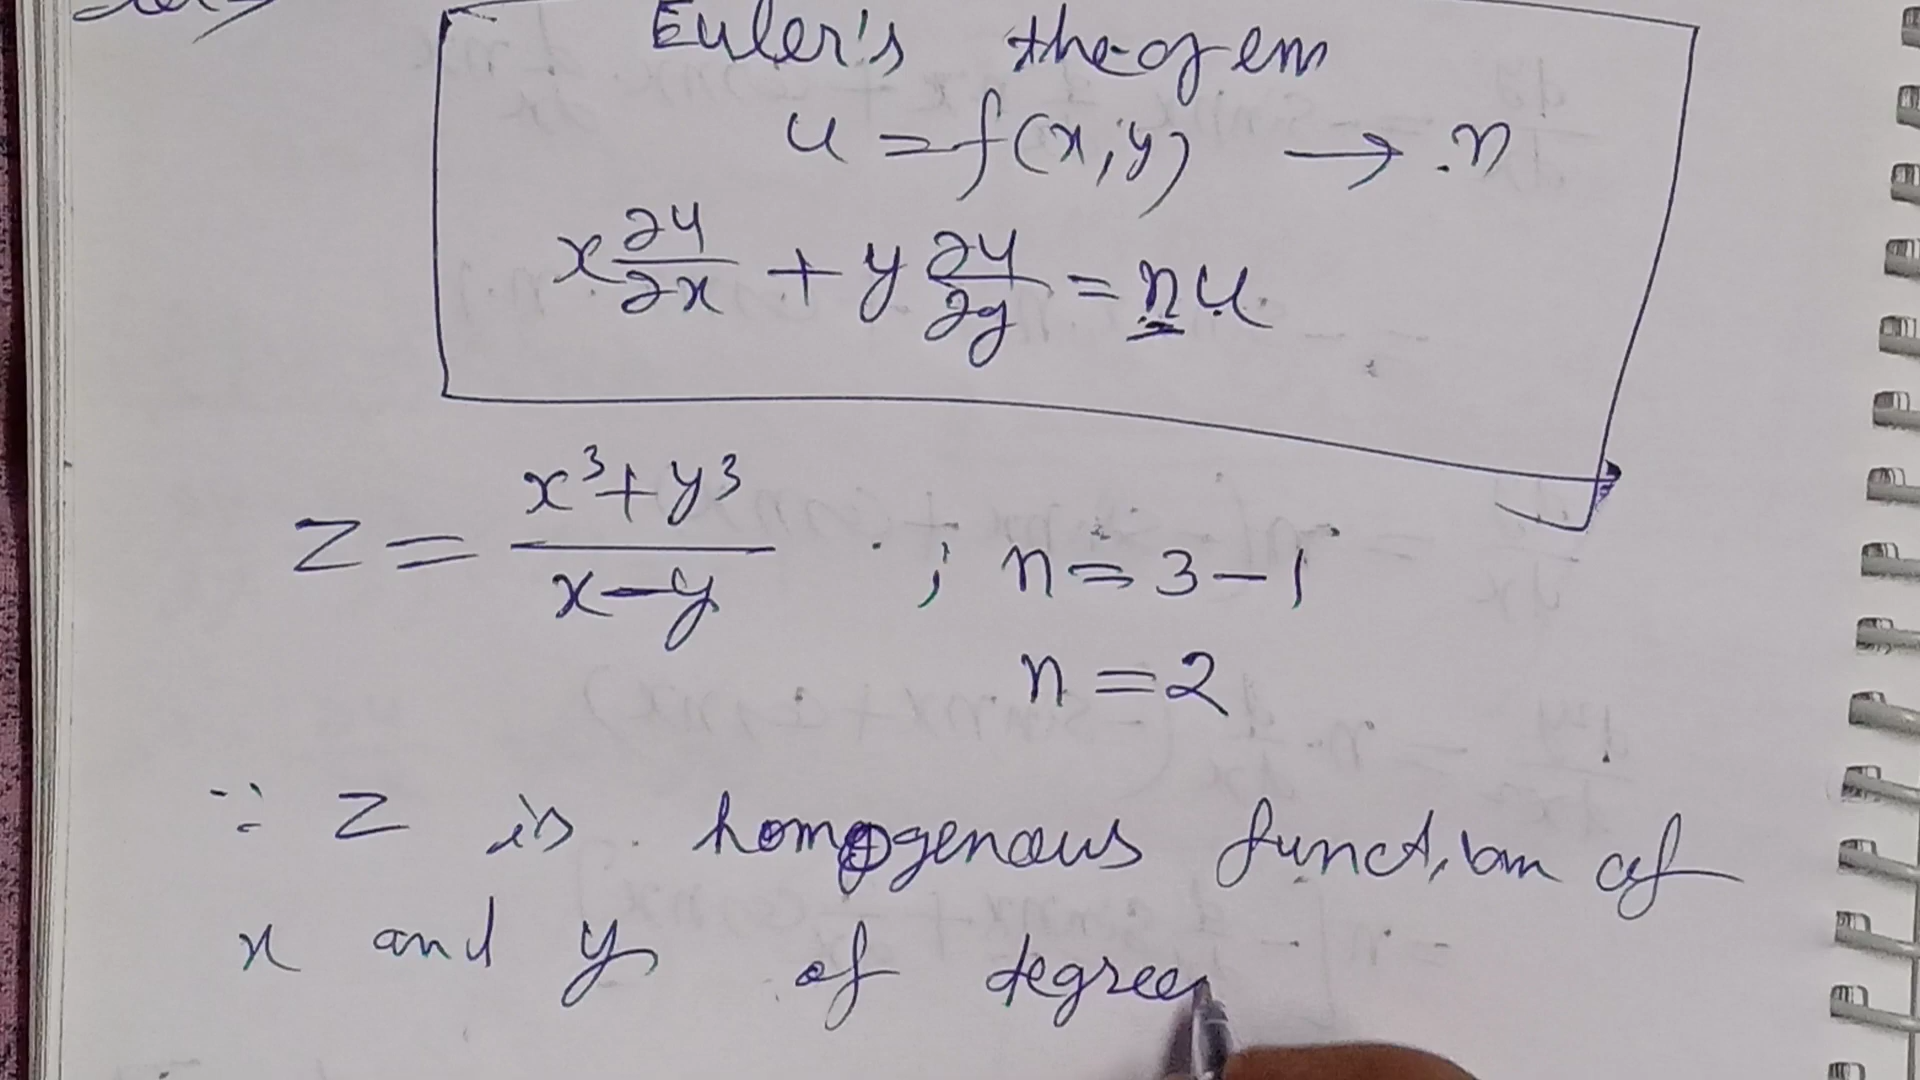 Euler's theorem
u = f(x,y) → n
x ∂u/∂x + y ∂u/∂y = nu
z = (x³+y³)/(x-y) ; n = 3-1
n = 2
∵ z is homogenous function of
x and y of degree